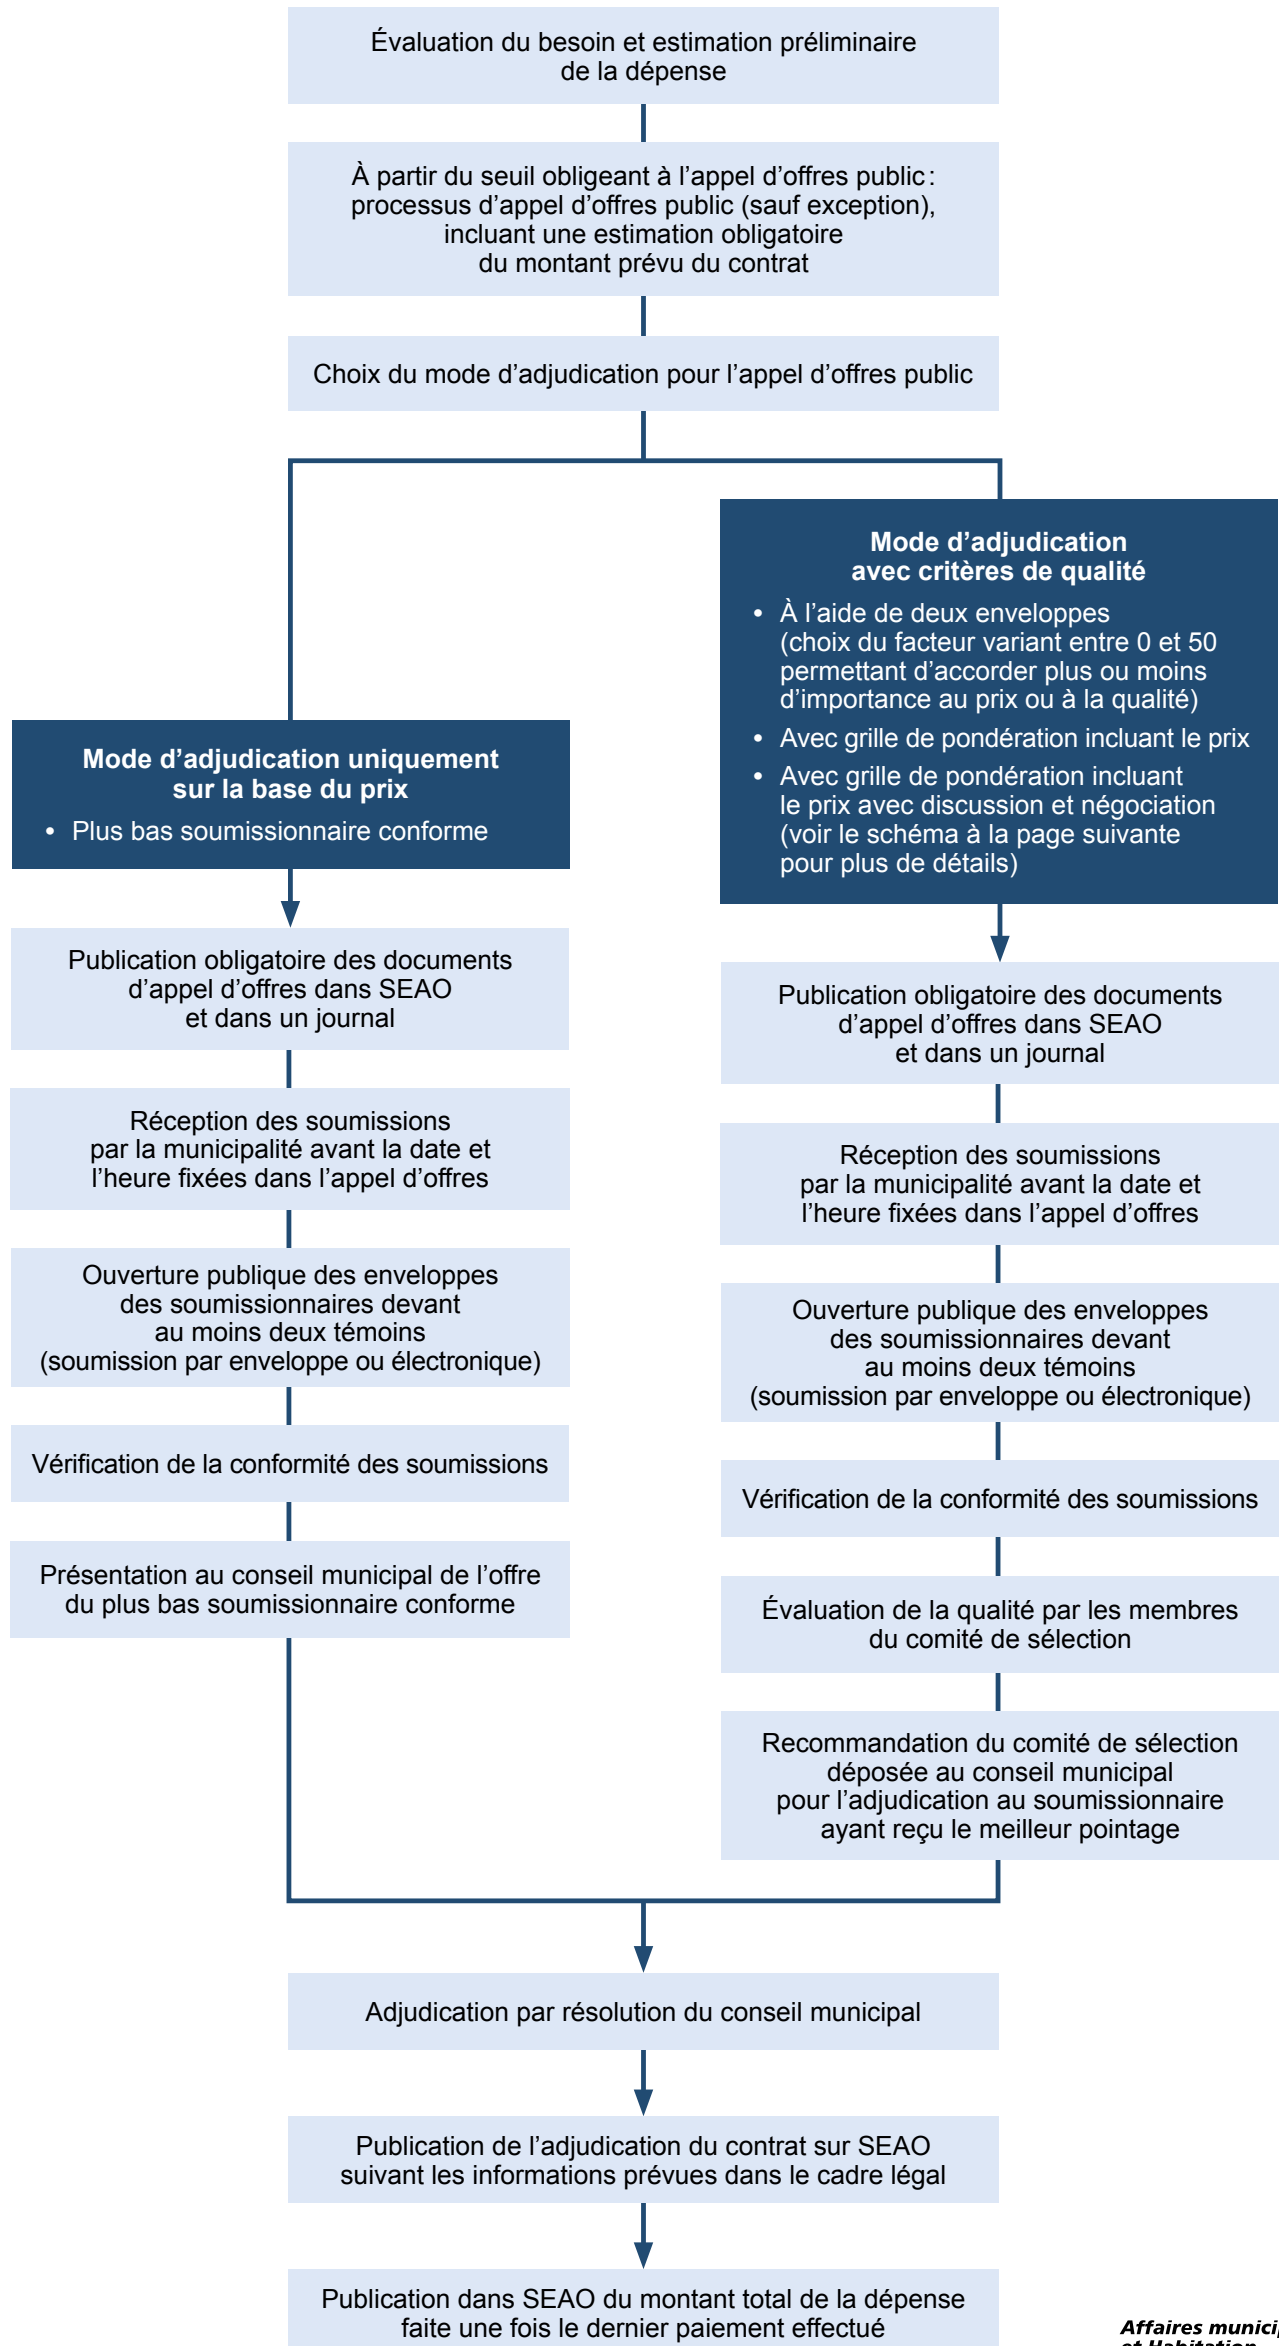 Évaluation du besoin et estimation préliminaire
de la dépense
À partir du seuil obligeant à l'appel d'offres public :
processus d'appel d'offres public (sauf exception),
incluant une estimation obligatoire
du montant prévu du contrat
Choix du mode d'adjudication pour l'appel d'offres public
Mode d'adjudication uniquement
sur la base du prix
• Plus bas soumissionnaire conforme
Publication obligatoire des documents
d'appel d'offres dans SEAO
et dans un journal
Réception des soumissions
par la municipalité avant la date et
l'heure fixées dans l'appel d'offres
Ouverture publique des enveloppes
des soumissionnaires devant
au moins deux témoins
(soumission par enveloppe ou électronique)
Vérification de la conformité des soumissions
Présentation au conseil municipal de l'offre
du plus bas soumissionnaire conforme
Mode d'adjudication
avec critères de qualité
• À l'aide de deux enveloppes
(choix du facteur variant entre 0 et 50
permettant d'accorder plus ou moins
d'importance au prix ou à la qualité)
• Avec grille de pondération incluant le prix
• Avec grille de pondération incluant
le prix avec discussion et négociation
(voir le schéma à la page suivante
pour plus de détails)
Publication obligatoire des documents
d'appel d'offres dans SEAO
et dans un journal
Réception des soumissions
par la municipalité avant la date et
l'heure fixées dans l'appel d'offres
Ouverture publique des enveloppes
des soumissionnaires devant
au moins deux témoins
(soumission par enveloppe ou électronique)
Vérification de la conformité des soumissions
Évaluation de la qualité par les membres
du comité de sélection
Recommandation du comité de sélection
déposée au conseil municipal
pour l'adjudication au soumissionnaire
ayant reçu le meilleur pointage
Adjudication par résolution du conseil municipal
Publication de l'adjudication du contrat sur SEAO
suivant les informations prévues dans le cadre légal
Publication dans SEAO du montant total de la dépense
faite une fois le dernier paiement effectué
Affaires municip
et Habitation